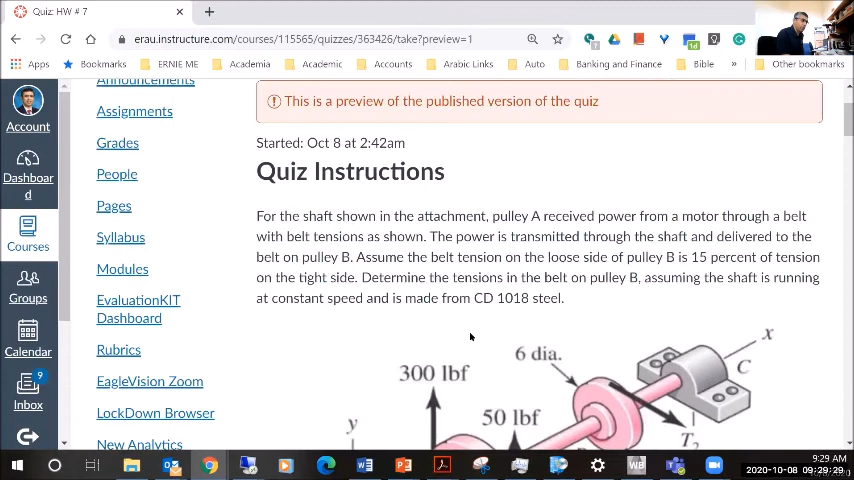 Quiz: HW # 7
erau.instructure.com/courses/115565/quizzes/363426/take?preview=1
Apps
Bookmarks
ERNIE ME
Academia
Academic
Accounts
Arabic Links
Auto
Banking and Finance
Bible
Other bookmarks
Account
Dashboar
d
Courses
Groups
Calendar
9
Inbox
Announcements
Assignments
Grades
People
Pages
Syllabus
Modules
EvaluationKIT
Dashboard
Rubrics
EagleVision Zoom
LockDown Browser
New Analytics
This is a preview of the published version of the quiz
Started: Oct 8 at 2:42am
Quiz Instructions
For the shaft shown in the attachment, pulley A received power from a motor through a belt
with belt tensions as shown. The power is transmitted through the shaft and delivered to the
belt on pulley B. Assume the belt tension on the loose side of pulley B is 15 percent of tension
on the tight side. Determine the tensions in the belt on pulley B, assuming the shaft is running
at constant speed and is made from CD 1018 steel.
x
6 dia.
C
300 lbf
50 lbf
y
T2
9:29 AM
2020-10-08 09:29:29